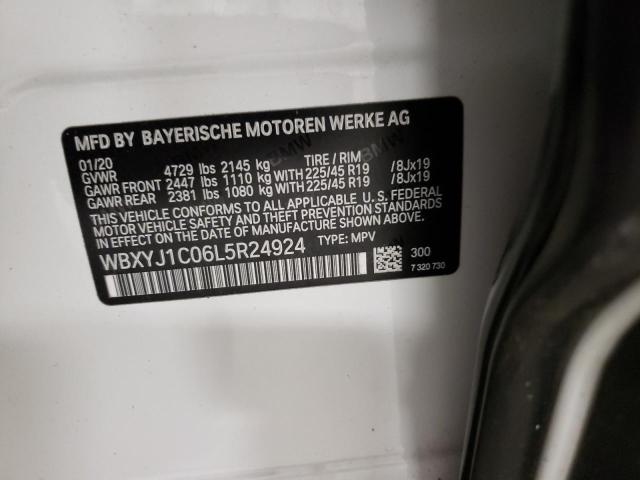 MFD BY BAYERISCHE MOTOREN WERKE AG
01/20
GVWR 4729 lbs 2145 kg TIRE / RIM
GAWR FRONT 2447 lbs 1110 kg WITH 225/45 R19 /8Jx19
GAWR REAR 2381 lbs 1080 kg WITH 225/45 R19 /8Jx19
THIS VEHICLE CONFORMS TO ALL APPLICABLE U. S. FEDERAL
MOTOR VEHICLE SAFETY AND THEFT PREVENTION STANDARDS
IN EFFECT ON THE DATE OF MANUFACTURE SHOWN ABOVE.
WBXYJ1C06L5R24924 TYPE: MPV
300
7 320 730
BMW
BMW
BMW